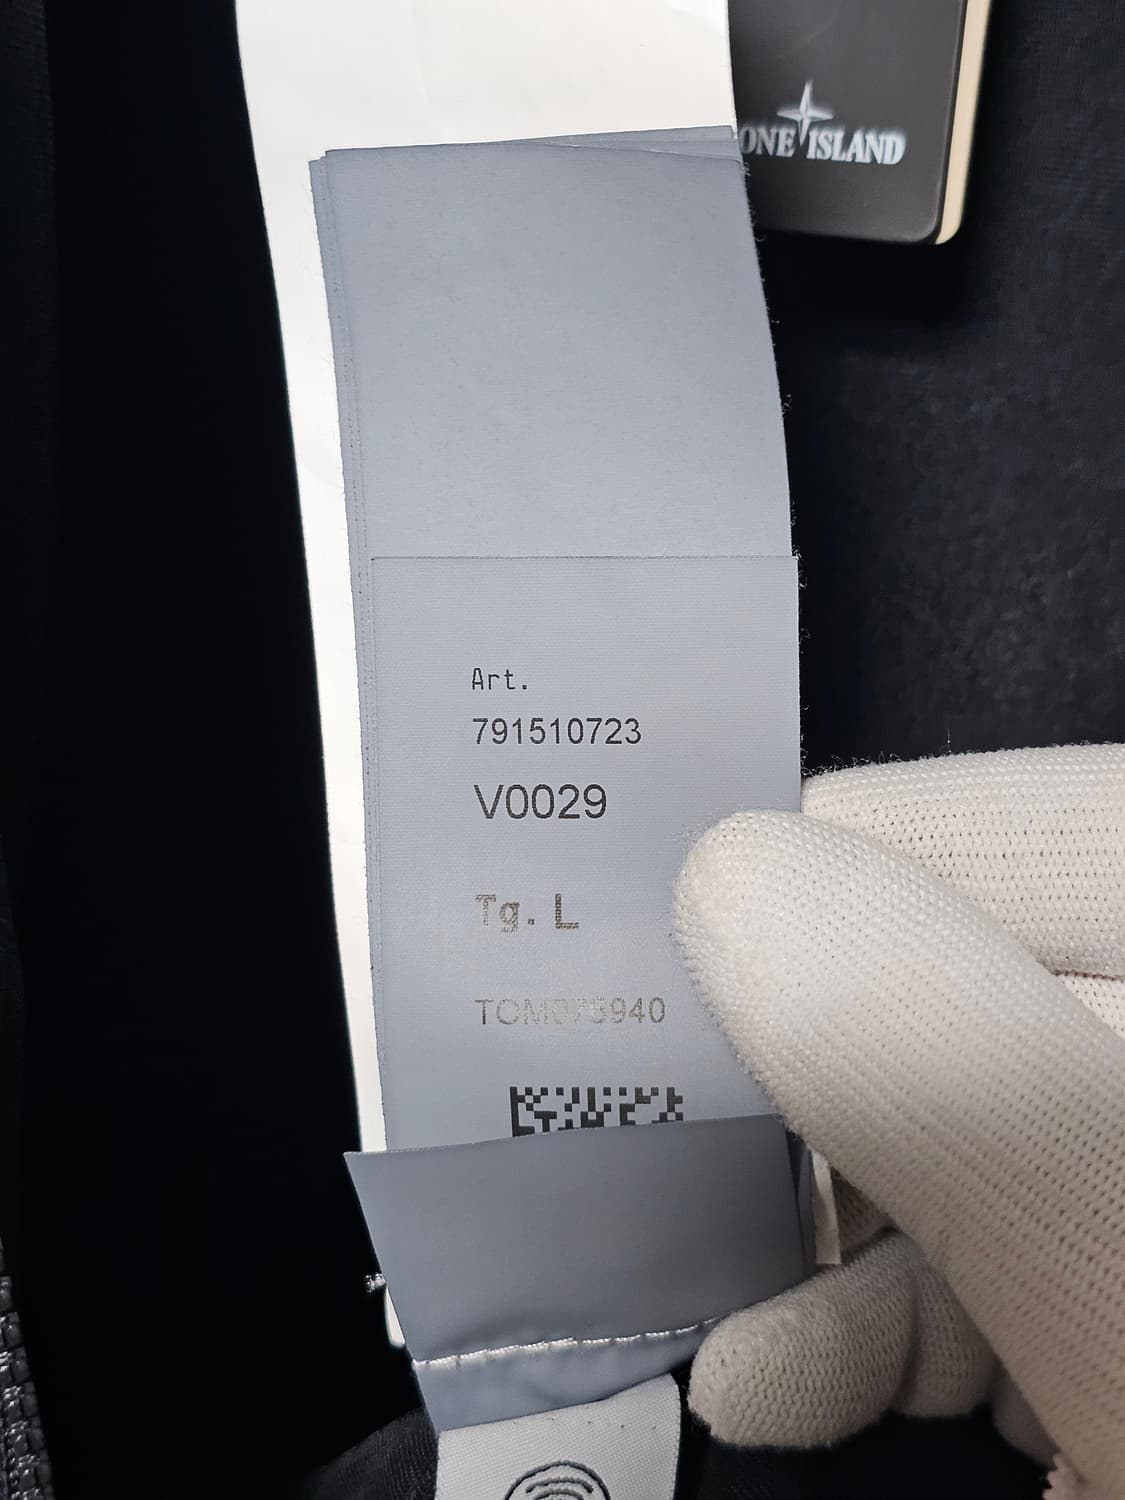 ONE ISLAND
Art.
791510723
V0029
Tg. L